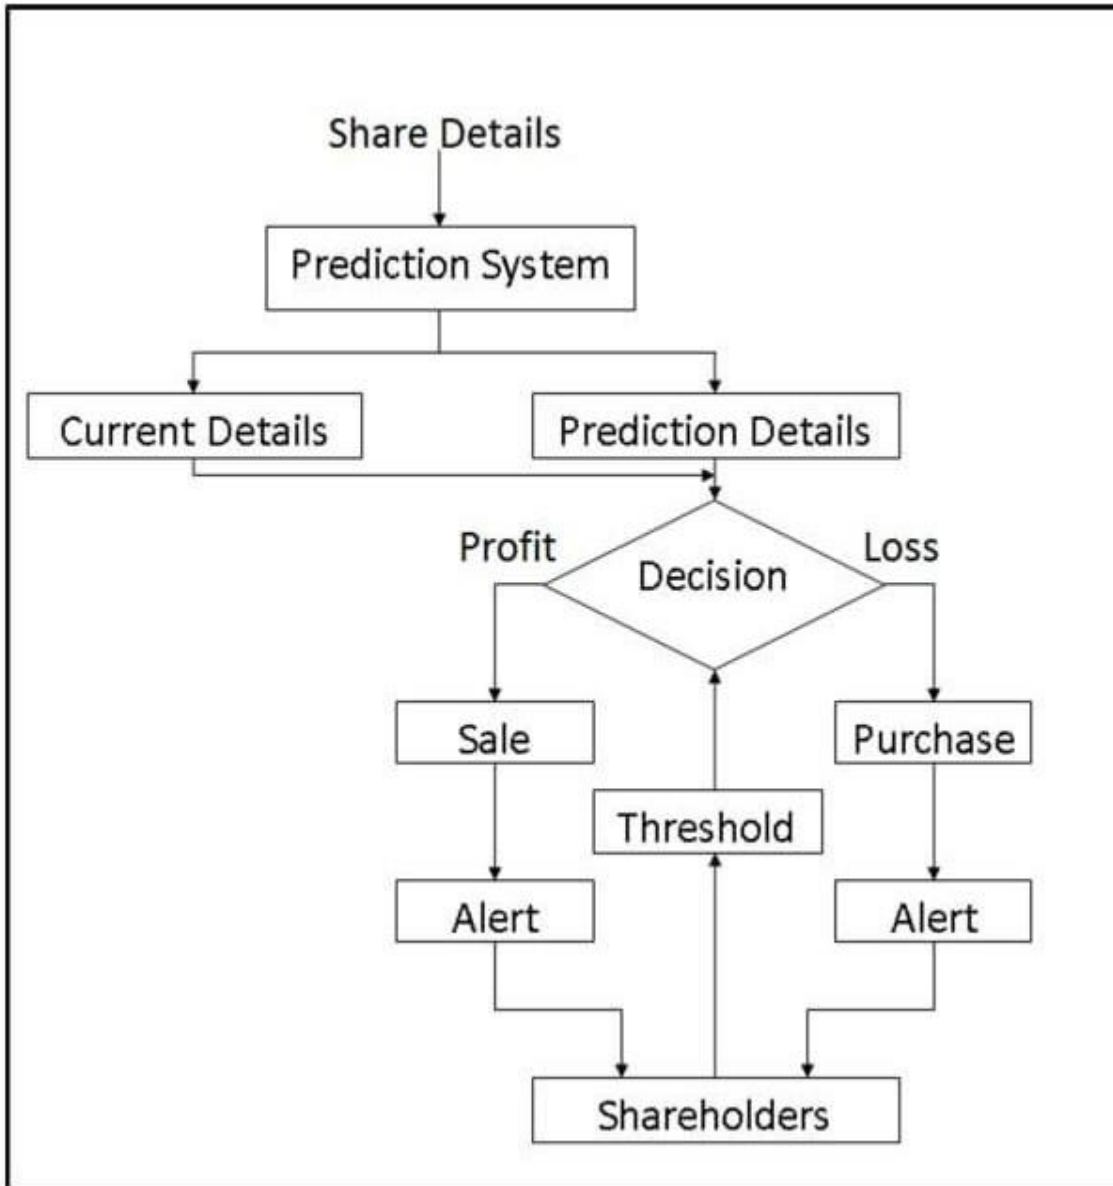 Share Details
Prediction System
Current Details
Prediction Details
Profit
Loss
Decision
Sale
Purchase
Threshold
Alert
Alert
Shareholders